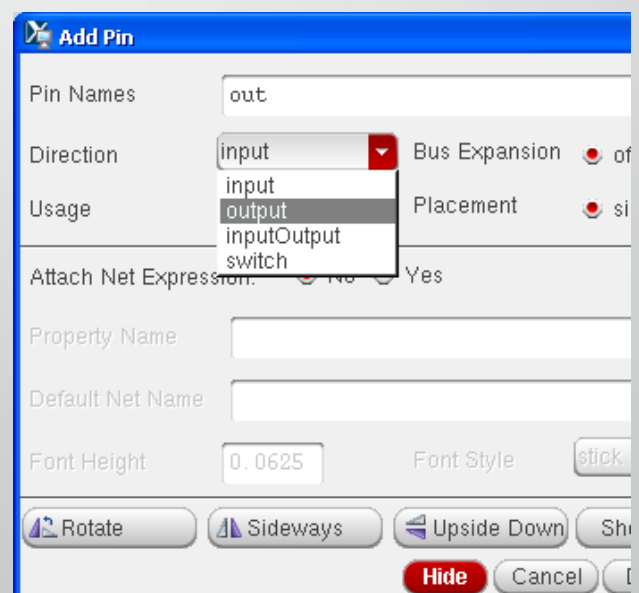 Add Pin
Pin Names out
Direction input Bus Expansion
input
Usage output Placement
inputOutput
switch
Attach Net Expression: No Yes
Property Name
Default Net Name
Font Height 0.0625 Font Style stick
Rotate Sideways Upside Down
Hide Cancel